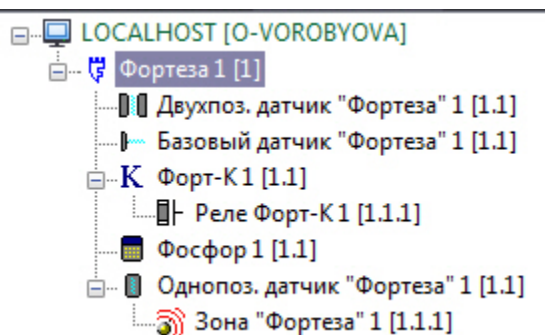 LOCALHOST [O-VOROBYOVA]
Фортеза 1 [1]
Двухпоз. датчик "Фортеза" 1 [1.1]
Базовый датчик "Фортеза" 1 [1.1]
К Форт-К 1 [1.1]
Реле Форт-К 1 [1.1.1]
Фосфор 1 [1.1]
Однопоз. датчик "Фортеза" 1 [1.1]
Зона "Фортеза" 1 [1.1.1]